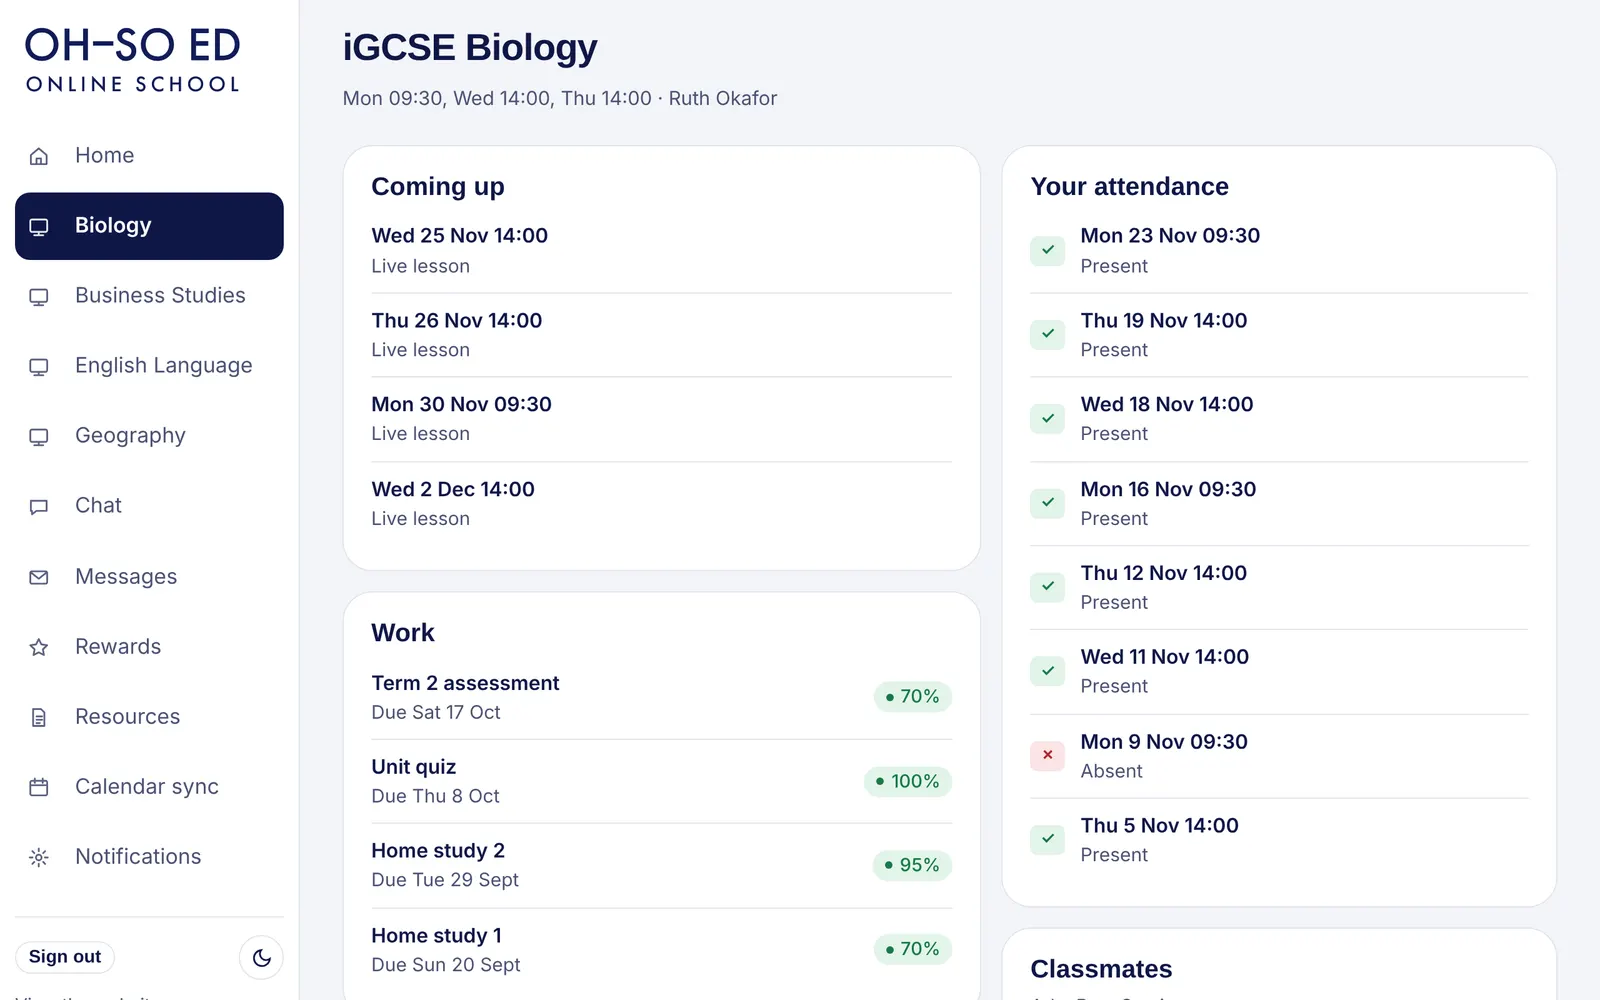 OH-SO ED
ONLINE SCHOOL
Home
Biology
Business Studies
English Language
Geography
Chat
Messages
Rewards
Resources
Calendar sync
Notifications
Sign out
iGCSE Biology
Mon 09:30, Wed 14:00, Thu 14:00 · Ruth Okafor
Coming up
Wed 25 Nov 14:00
Live lesson
Thu 26 Nov 14:00
Live lesson
Mon 30 Nov 09:30
Live lesson
Wed 2 Dec 14:00
Live lesson
Work
Term 2 assessment
Due Sat 17 Oct
70%
Unit quiz
Due Thu 8 Oct
100%
Home study 2
Due Tue 29 Sept
95%
Home study 1
Due Sun 20 Sept
70%
Your attendance
Mon 23 Nov 09:30
Present
Thu 19 Nov 14:00
Present
Wed 18 Nov 14:00
Present
Mon 16 Nov 09:30
Present
Thu 12 Nov 14:00
Present
Wed 11 Nov 14:00
Present
Mon 9 Nov 09:30
Absent
Thu 5 Nov 14:00
Present
Classmates